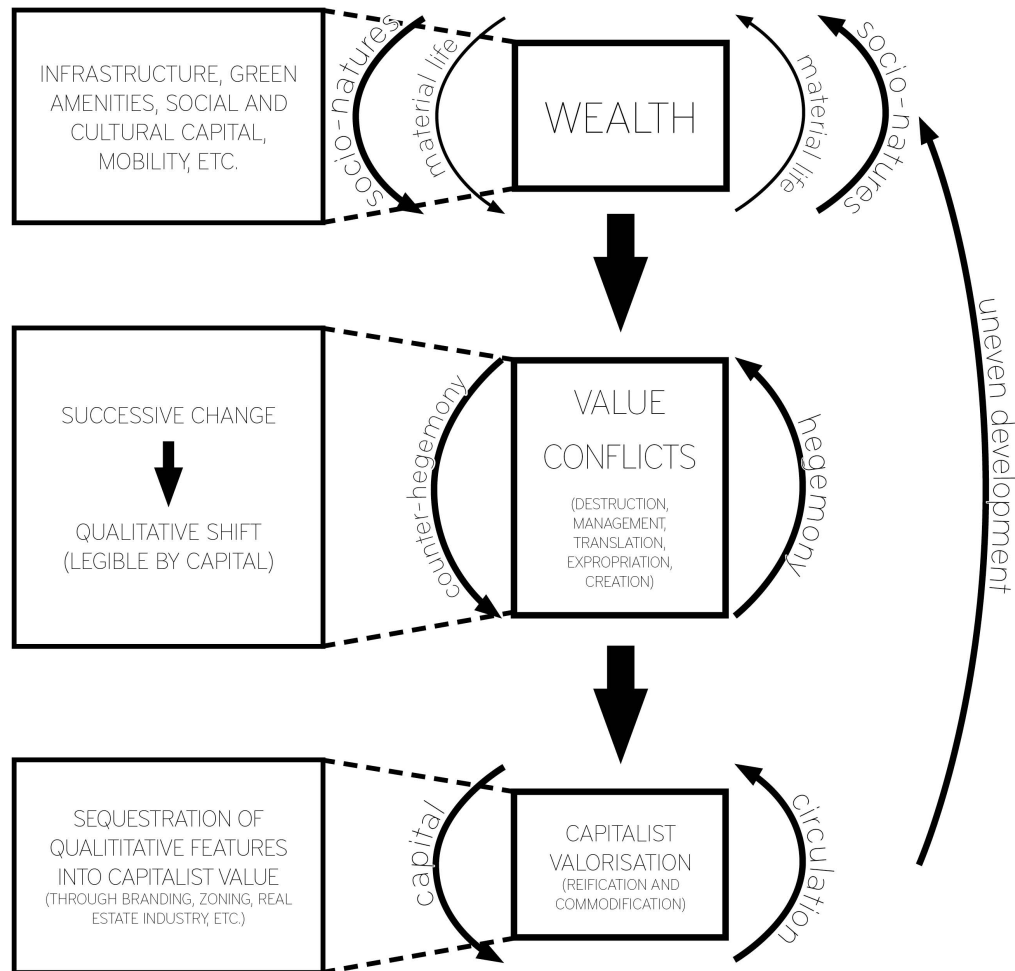 INFRASTRUCTURE, GREEN
AMENITIES, SOCIAL AND
CULTURAL CAPITAL,
MOBILITY, ETC.
socio-natures
material life
WEALTH
material life
socio-natures
SUCCESSIVE CHANGE
QUALITATIVE SHIFT
(LEGIBLE BY CAPITAL)
counter-hegemony
VALUE
CONFLICTS
(DESTRUCTION,
MANAGEMENT,
TRANSLATION,
EXPROPRIATION,
CREATION)
hegemony
uneven development
SEQUESTRATION OF
QUALITITATIVE FEATURES
INTO CAPITALIST VALUE
(THROUGH BRANDING, ZONING, REAL
ESTATE INDUSTRY, ETC.)
capital
CAPITALIST
VALORISATION
(REIFICATION AND
COMMODIFICATION)
circulation